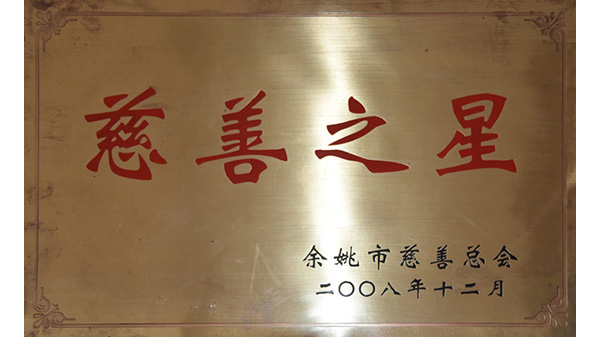 慈善之星
余姚市慈善总会
二〇〇八年十二月